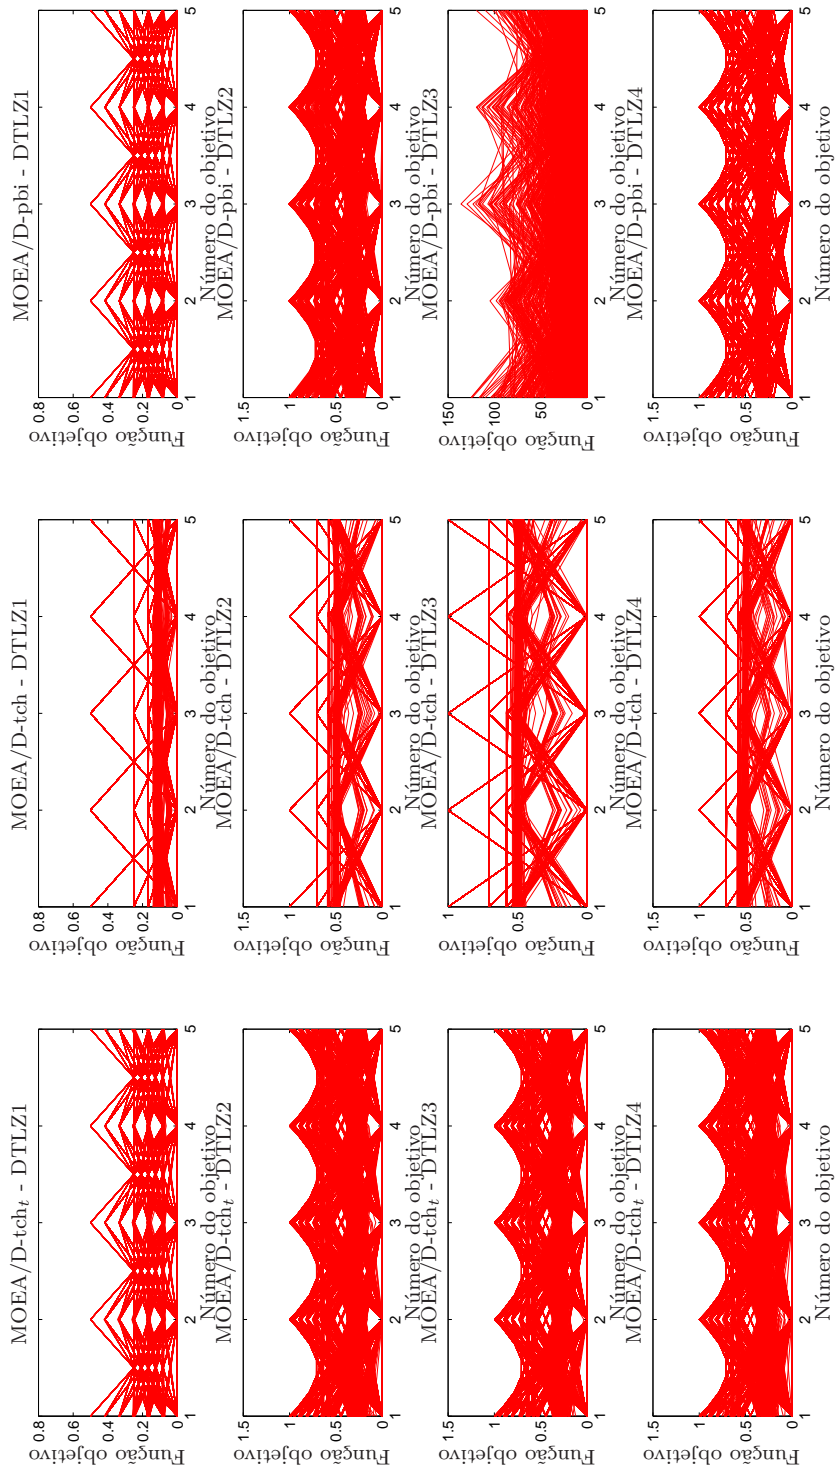 MOEA/D-tchₜ - DTLZ1
Função objetivo
0.8
0.6
0.4
0.2
0
1 2 3 4 5
Número do objetivo
MOEA/D-tch - DTLZ1
Função objetivo
0.8
0.6
0.4
0.2
0
1 2 3 4 5
Número do objetivo
MOEA/D-pbi - DTLZ1
Função objetivo
0.8
0.6
0.4
0.2
0
1 2 3 4 5
Número do objetivo
MOEA/D-tchₜ - DTLZ2
Função objetivo
1.5
1
0.5
0
1 2 3 4 5
Número do objetivo
MOEA/D-tch - DTLZ2
Função objetivo
1.5
1
0.5
0
1 2 3 4 5
Número do objetivo
MOEA/D-pbi - DTLZ2
Função objetivo
1.5
1
0.5
0
1 2 3 4 5
Número do objetivo
MOEA/D-tchₜ - DTLZ3
Função objetivo
1.5
1
0.5
0
1 2 3 4 5
Número do objetivo
MOEA/D-tch - DTLZ3
Função objetivo
1
0.5
0
1 2 3 4 5
Número do objetivo
MOEA/D-pbi - DTLZ3
Função objetivo
150
100
50
0
1 2 3 4 5
Número do objetivo
MOEA/D-tchₜ - DTLZ4
Função objetivo
1.5
1
0.5
0
1 2 3 4 5
Número do objetivo
MOEA/D-tch - DTLZ4
Função objetivo
1.5
1
0.5
0
1 2 3 4 5
Número do objetivo
MOEA/D-pbi - DTLZ4
Função objetivo
1.5
1
0.5
0
1 2 3 4 5
Número do objetivo